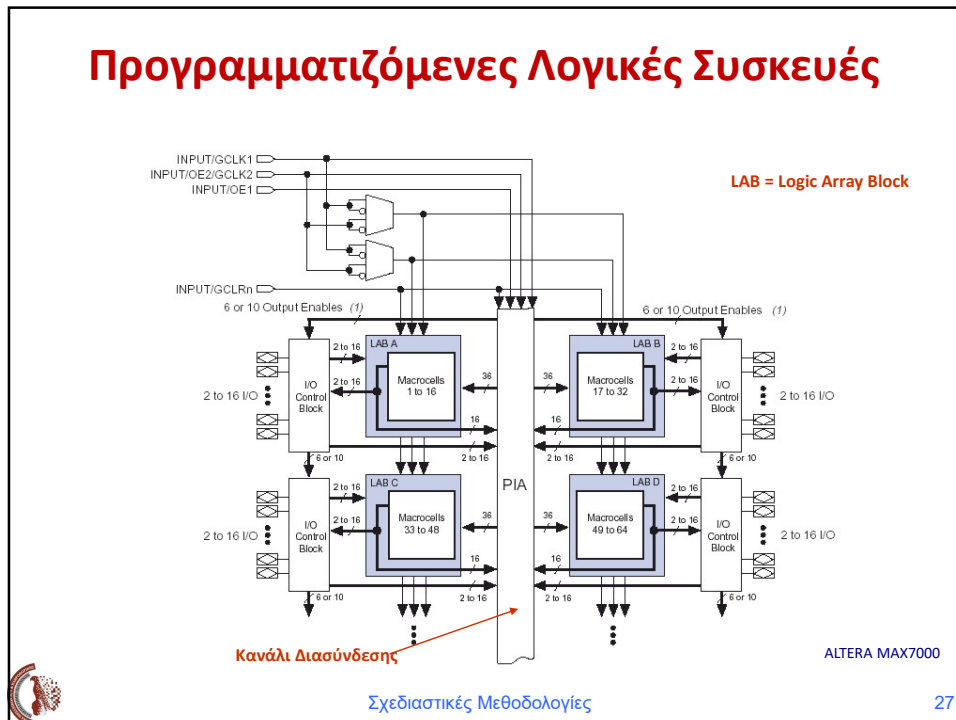 Προγραμματιζόμενες Λογικές Συσκευές
INPUT/GCLK1
INPUT/OE2/GCLK2
INPUT/OE1
LAB = Logic Array Block
INPUT/GCLRn
6 or 10 Output Enables (1)
6 or 10 Output Enables (1)
LAB A
LAB B
2 to 16
2 to 16
2 to 16 I/O
I/O
Control
Block
2 to 16
Macrocells
1 to 16
36
36
Macrocells
17 to 32
2 to 16
I/O
Control
Block
2 to 16 I/O
16
16
2 to 16
2 to 16
6 or 10
6 or 10
PIA
LAB C
LAB D
2 to 16
2 to 16
2 to 16 I/O
I/O
Control
Block
2 to 16
Macrocells
33 to 48
36
36
Macrocells
49 to 64
2 to 16
I/O
Control
Block
2 to 16 I/O
16
16
2 to 16
2 to 16
6 or 10
6 or 10
Κανάλι Διασύνδεσης
ALTERA MAX7000
Σχεδιαστικές Μεθοδολογίες
27